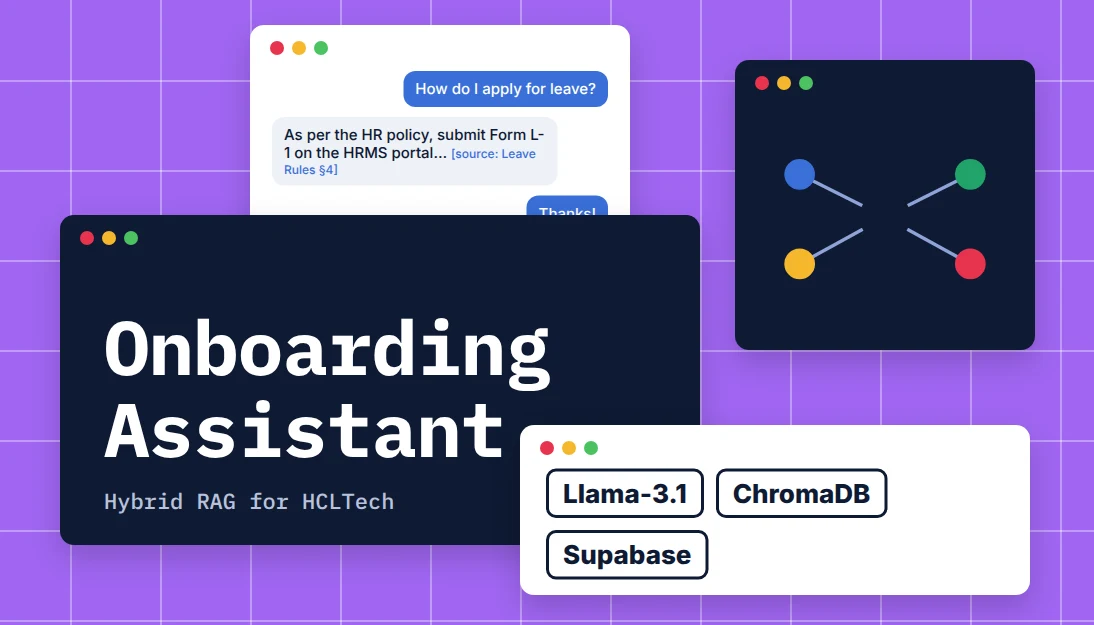 How do I apply for leave?
As per the HR policy, submit Form L-
1 on the HRMS portal... [source: Leave
Rules §4]
Thanks!
Onboarding
Assistant
Hybrid RAG for HCLTech
Llama-3.1
ChromaDB
Supabase